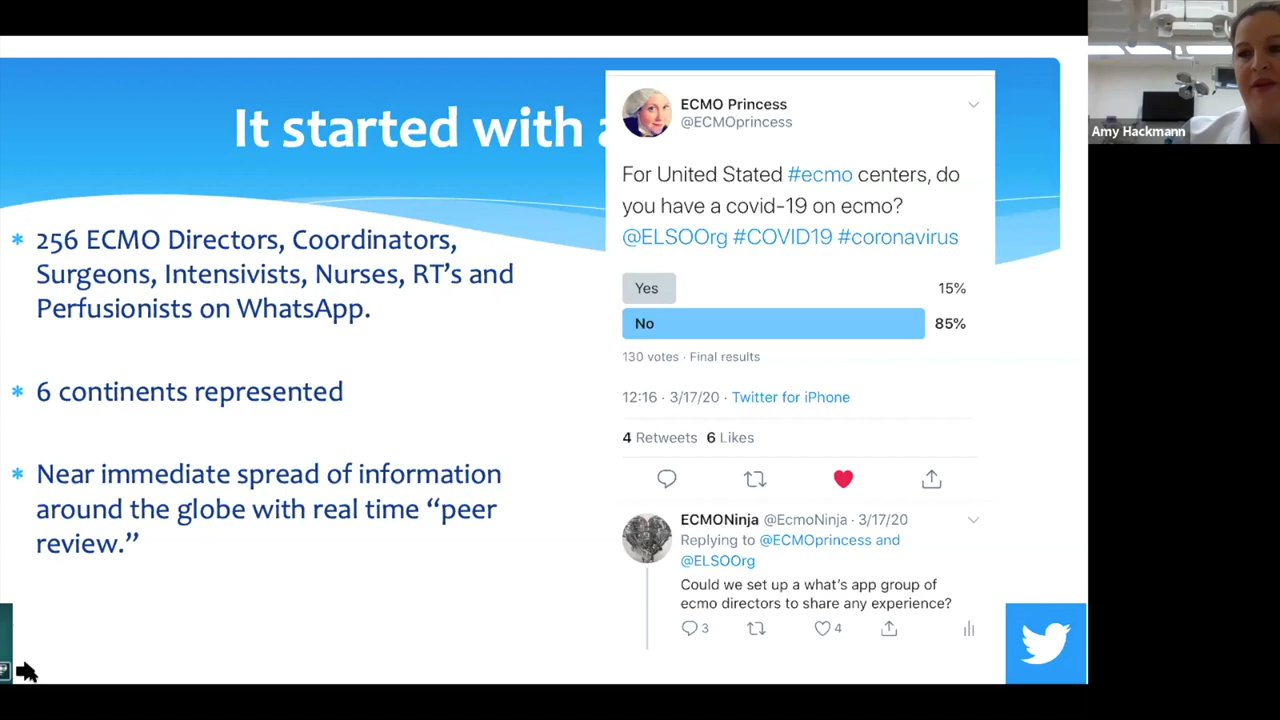 It started with a
* 256 ECMO Directors, Coordinators,
Surgeons, Intensivists, Nurses, RT's and
Perfusionists on WhatsApp.
* 6 continents represented
* Near immediate spread of information
around the globe with real time “peer
review.”
ECMO Princess
@ECMOprincess
For United Stated #ecmo centers, do
you have a covid-19 on ecmo?
@ELSOOrg #COVID19 #coronavirus
Yes 15%
No 85%
130 votes · Final results
12:16 · 3/17/20 · Twitter for iPhone
4 Retweets 6 Likes
ECMONinja @EcmoNinja · 3/17/20
Replying to @ECMOprincess and
@ELSOOrg
Could we set up a what's app group of
ecmo directors to share any experience?
3 4
Amy Hackmann